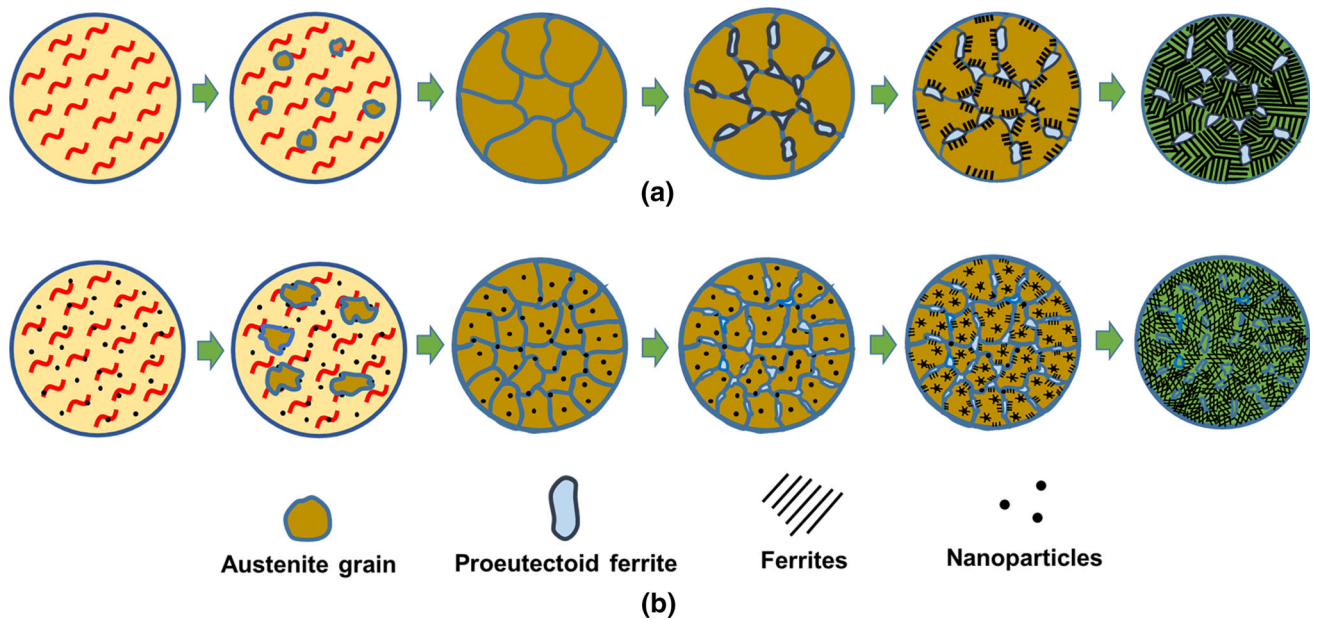 (a)
Austenite grain
Proeutectoid ferrite
Ferrites
Nanoparticles
(b)